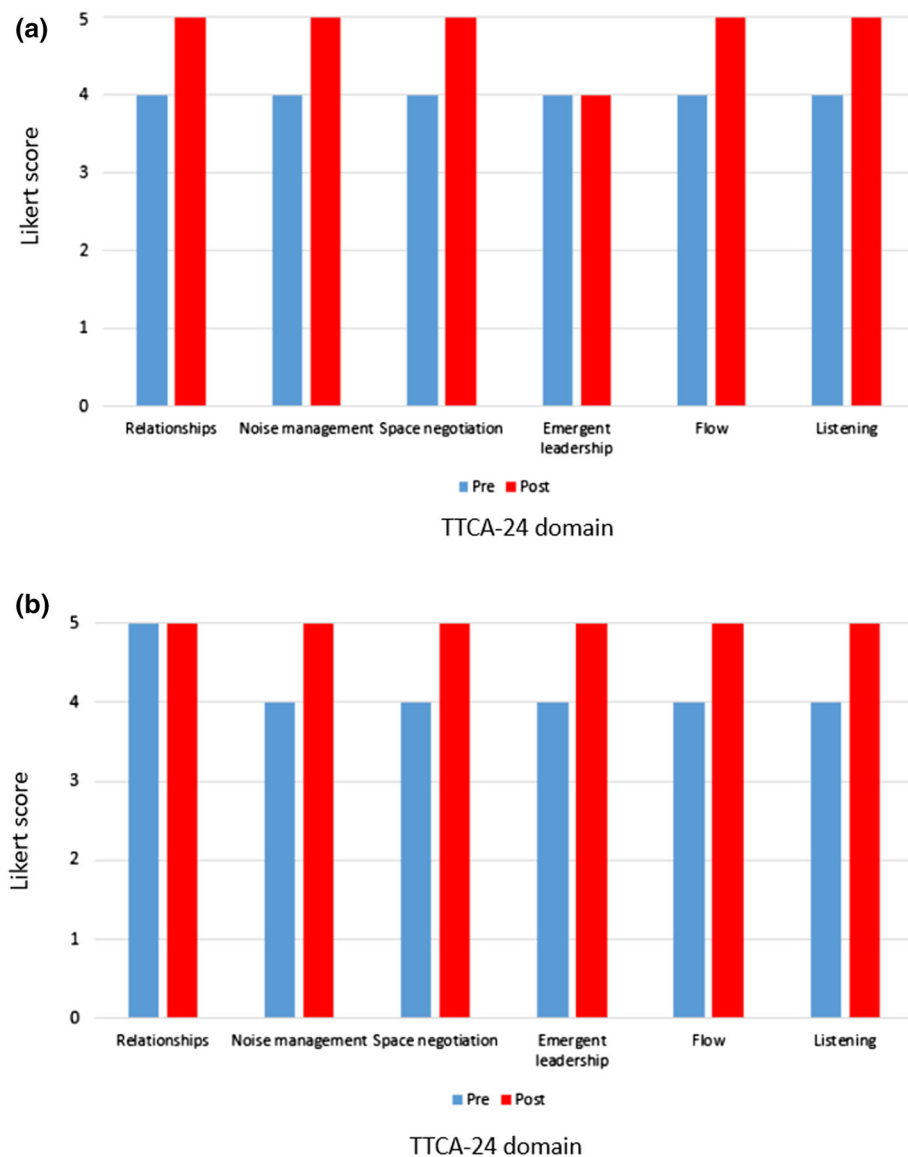 (a)
5
4
3
2
1
0
Likert score
Relationships Noise management Space negotiation Emergent leadership Flow Listening
Pre Post
TTCA-24 domain
(b)
5
4
3
2
1
0
Likert score
Relationships Noise management Space negotiation Emergent leadership Flow Listening
Pre Post
TTCA-24 domain